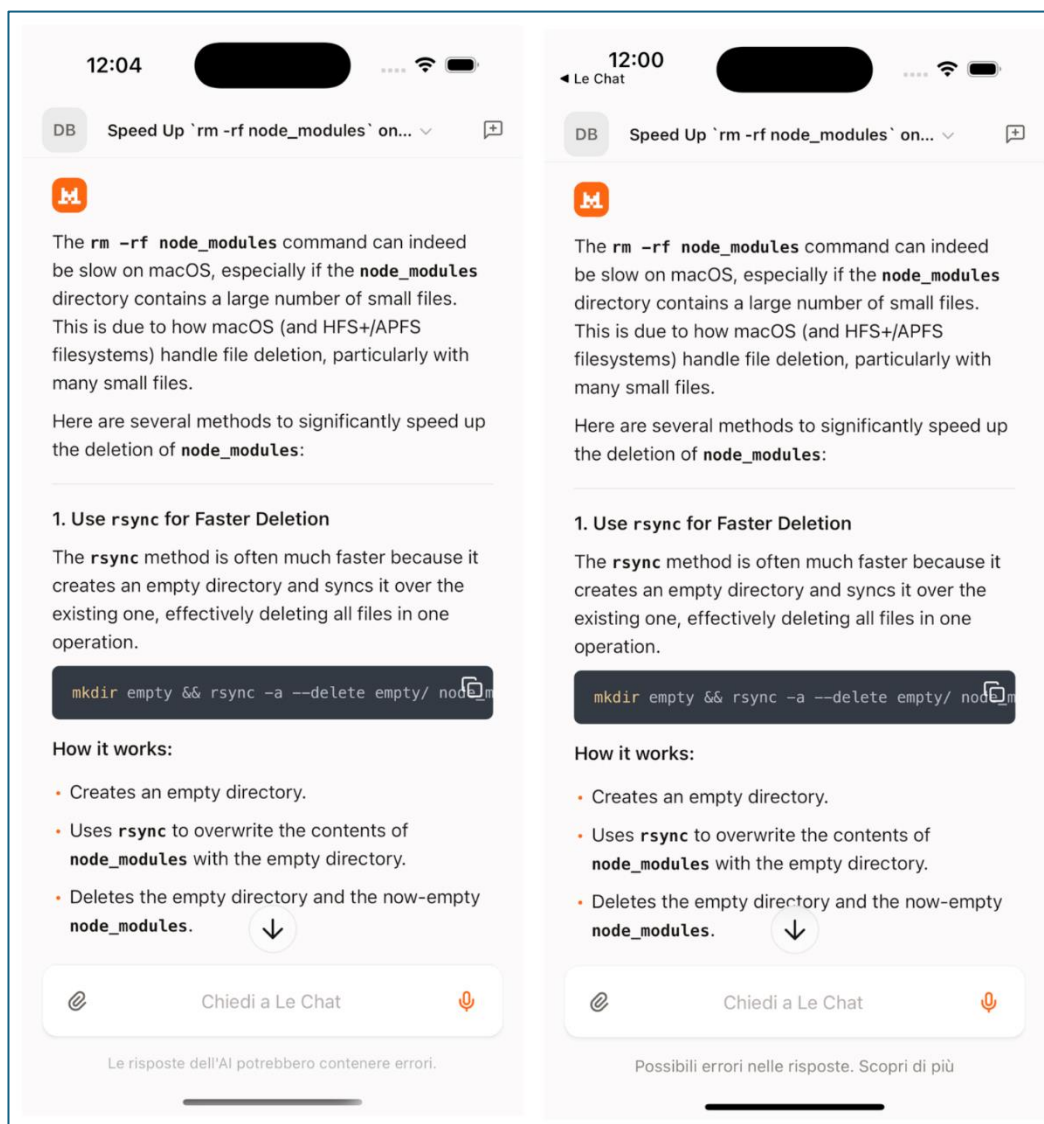 12:04
DB Speed Up `rm -rf node_modules` on...
The rm -rf node_modules command can indeed
be slow on macOS, especially if the node_modules
directory contains a large number of small files.
This is due to how macOS (and HFS+/APFS
filesystems) handle file deletion, particularly with
many small files.
Here are several methods to significantly speed up
the deletion of node_modules:
1. Use rsync for Faster Deletion
The rsync method is often much faster because it
creates an empty directory and syncs it over the
existing one, effectively deleting all files in one
operation.
mkdir empty && rsync -a --delete empty/ node_m
How it works:
• Creates an empty directory.
• Uses rsync to overwrite the contents of
node_modules with the empty directory.
• Deletes the empty directory and the now-empty
node_modules.
Chiedi a Le Chat
Le risposte dell'AI potrebbero contenere errori.
12:00
◀ Le Chat
DB Speed Up `rm -rf node_modules` on...
The rm -rf node_modules command can indeed
be slow on macOS, especially if the node_modules
directory contains a large number of small files.
This is due to how macOS (and HFS+/APFS
filesystems) handle file deletion, particularly with
many small files.
Here are several methods to significantly speed up
the deletion of node_modules:
1. Use rsync for Faster Deletion
The rsync method is often much faster because it
creates an empty directory and syncs it over the
existing one, effectively deleting all files in one
operation.
mkdir empty && rsync -a --delete empty/ node_m
How it works:
• Creates an empty directory.
• Uses rsync to overwrite the contents of
node_modules with the empty directory.
• Deletes the empty directory and the now-empty
node_modules.
Chiedi a Le Chat
Possibili errori nelle risposte. Scopri di più